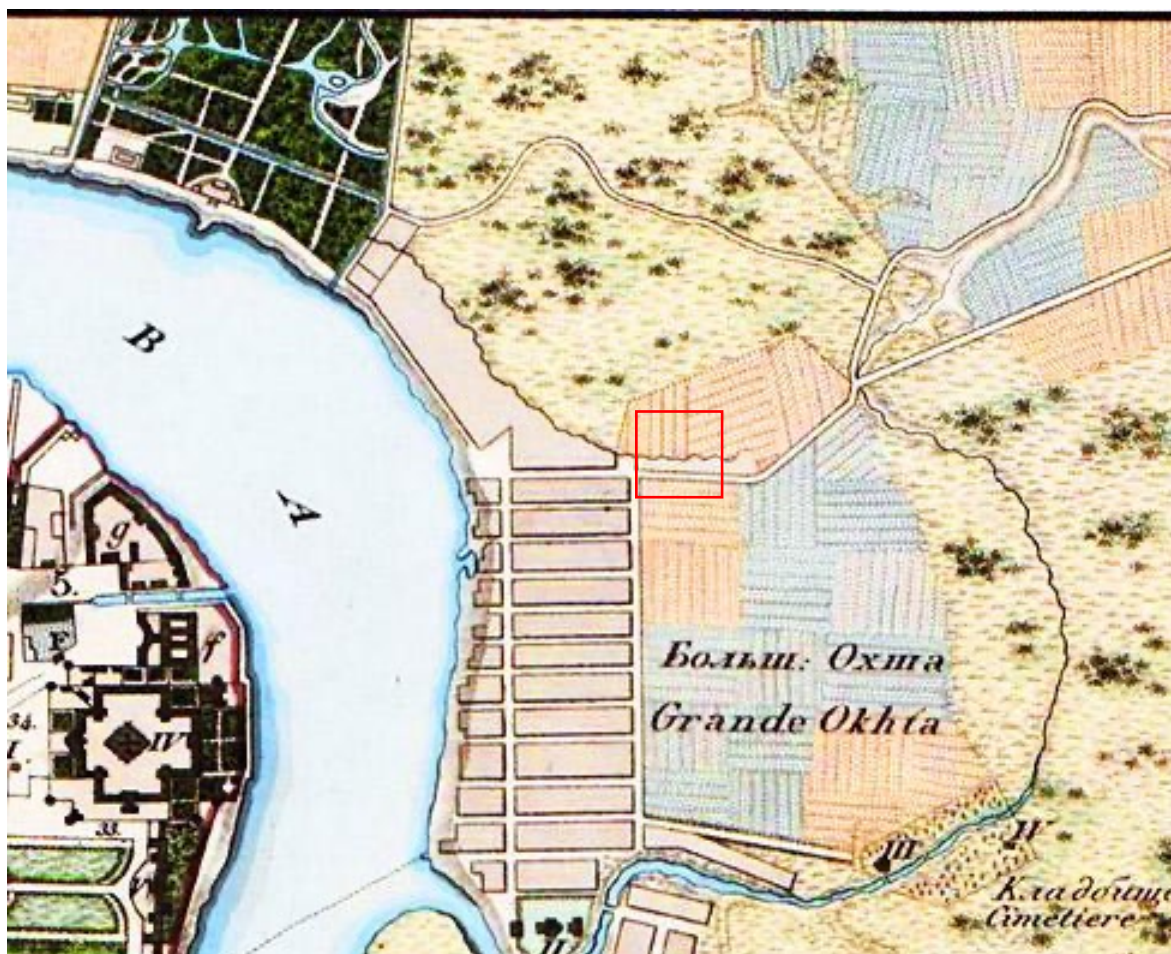 B
A
g
5.
F
f
Больш: Охта
34.
Grande Okhta
I
IV
33.
III
IV
Кладбищ
Cimetiere
II